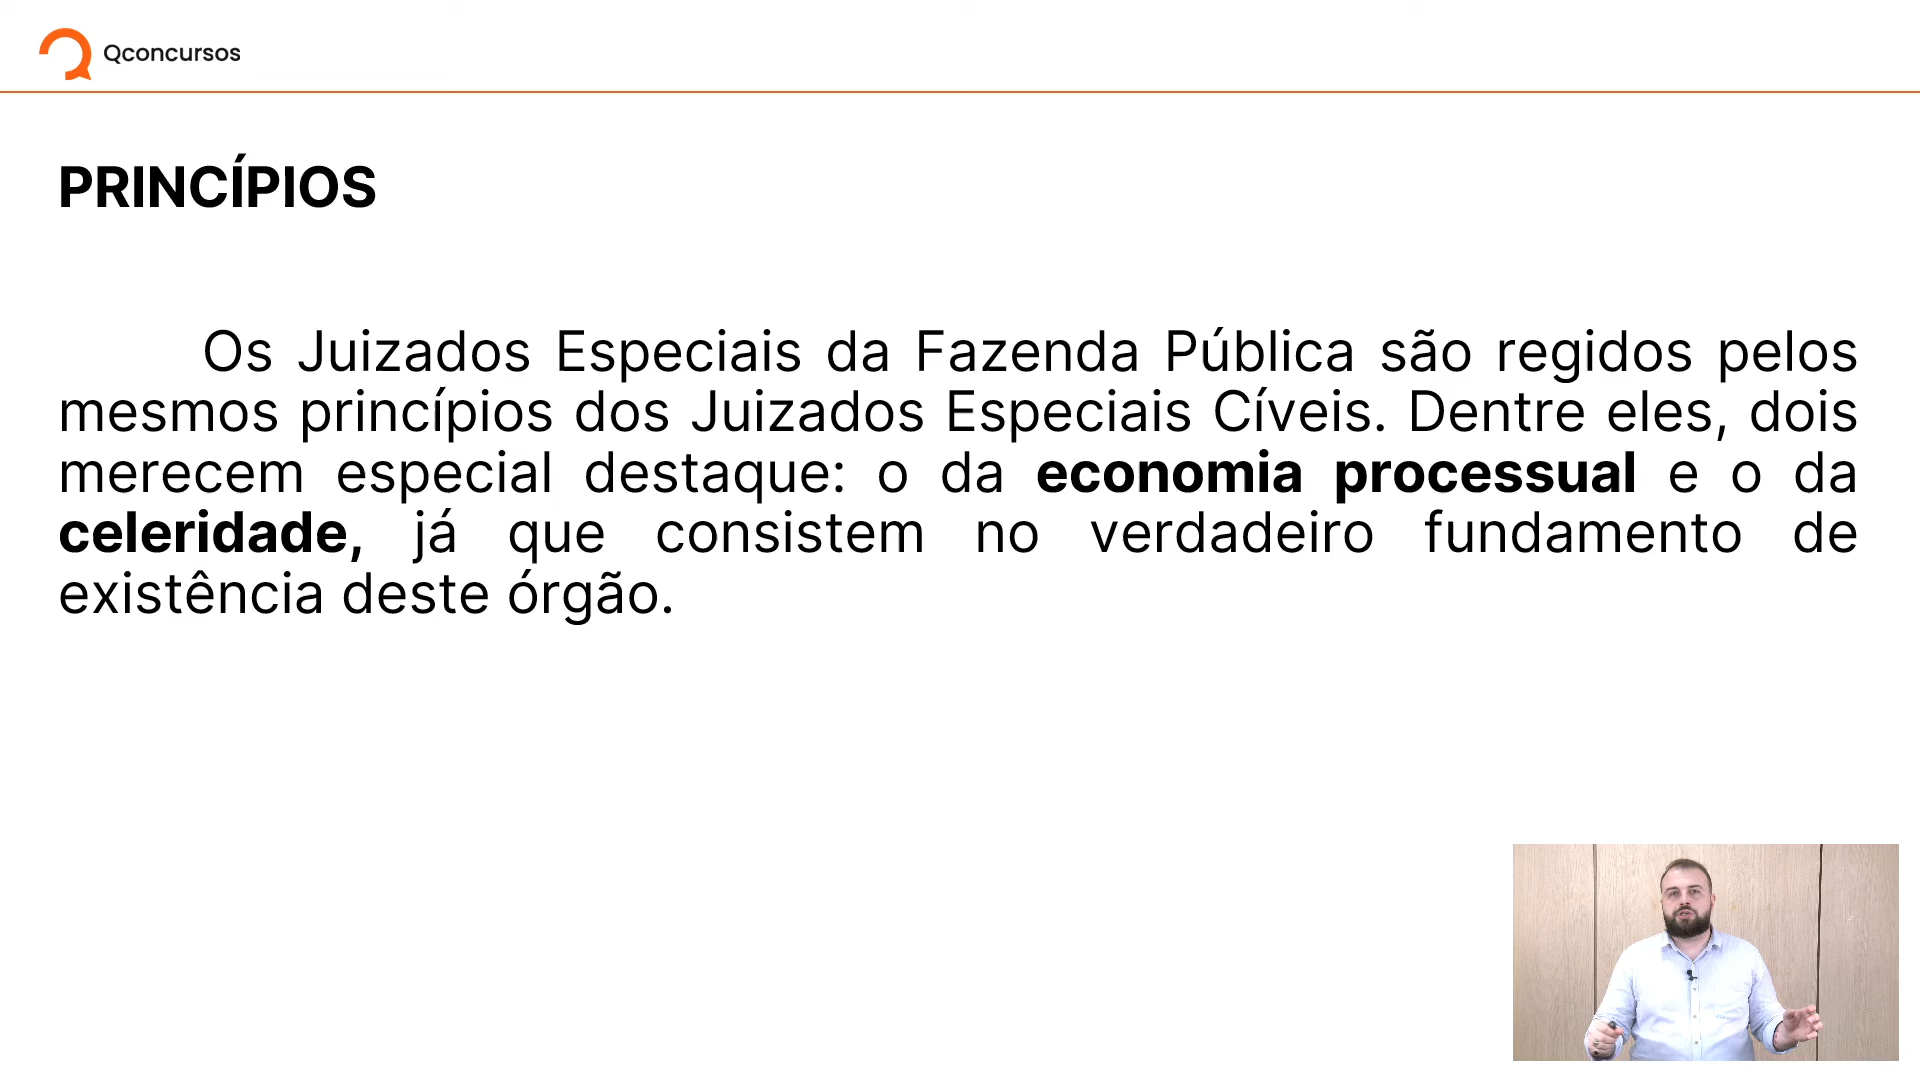 Qconcursos
PRINCÍPIOS
Os Juizados Especiais da Fazenda Pública são regidos pelos
mesmos princípios dos Juizados Especiais Cíveis. Dentre eles, dois
merecem especial destaque: o da economia processual e o da
celeridade, já que consistem no verdadeiro fundamento de
existência deste órgão.